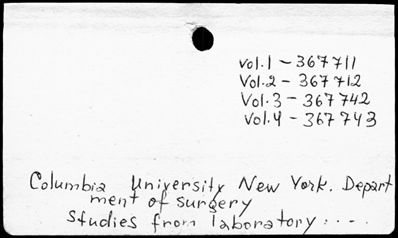 vol.1 - 367711
Vol.2 - 367712
Vol.3 - 367742
Vol.4 - 367743
Columbia University New York. Depart
ment of surgery
Studies from laboratory: . . . .